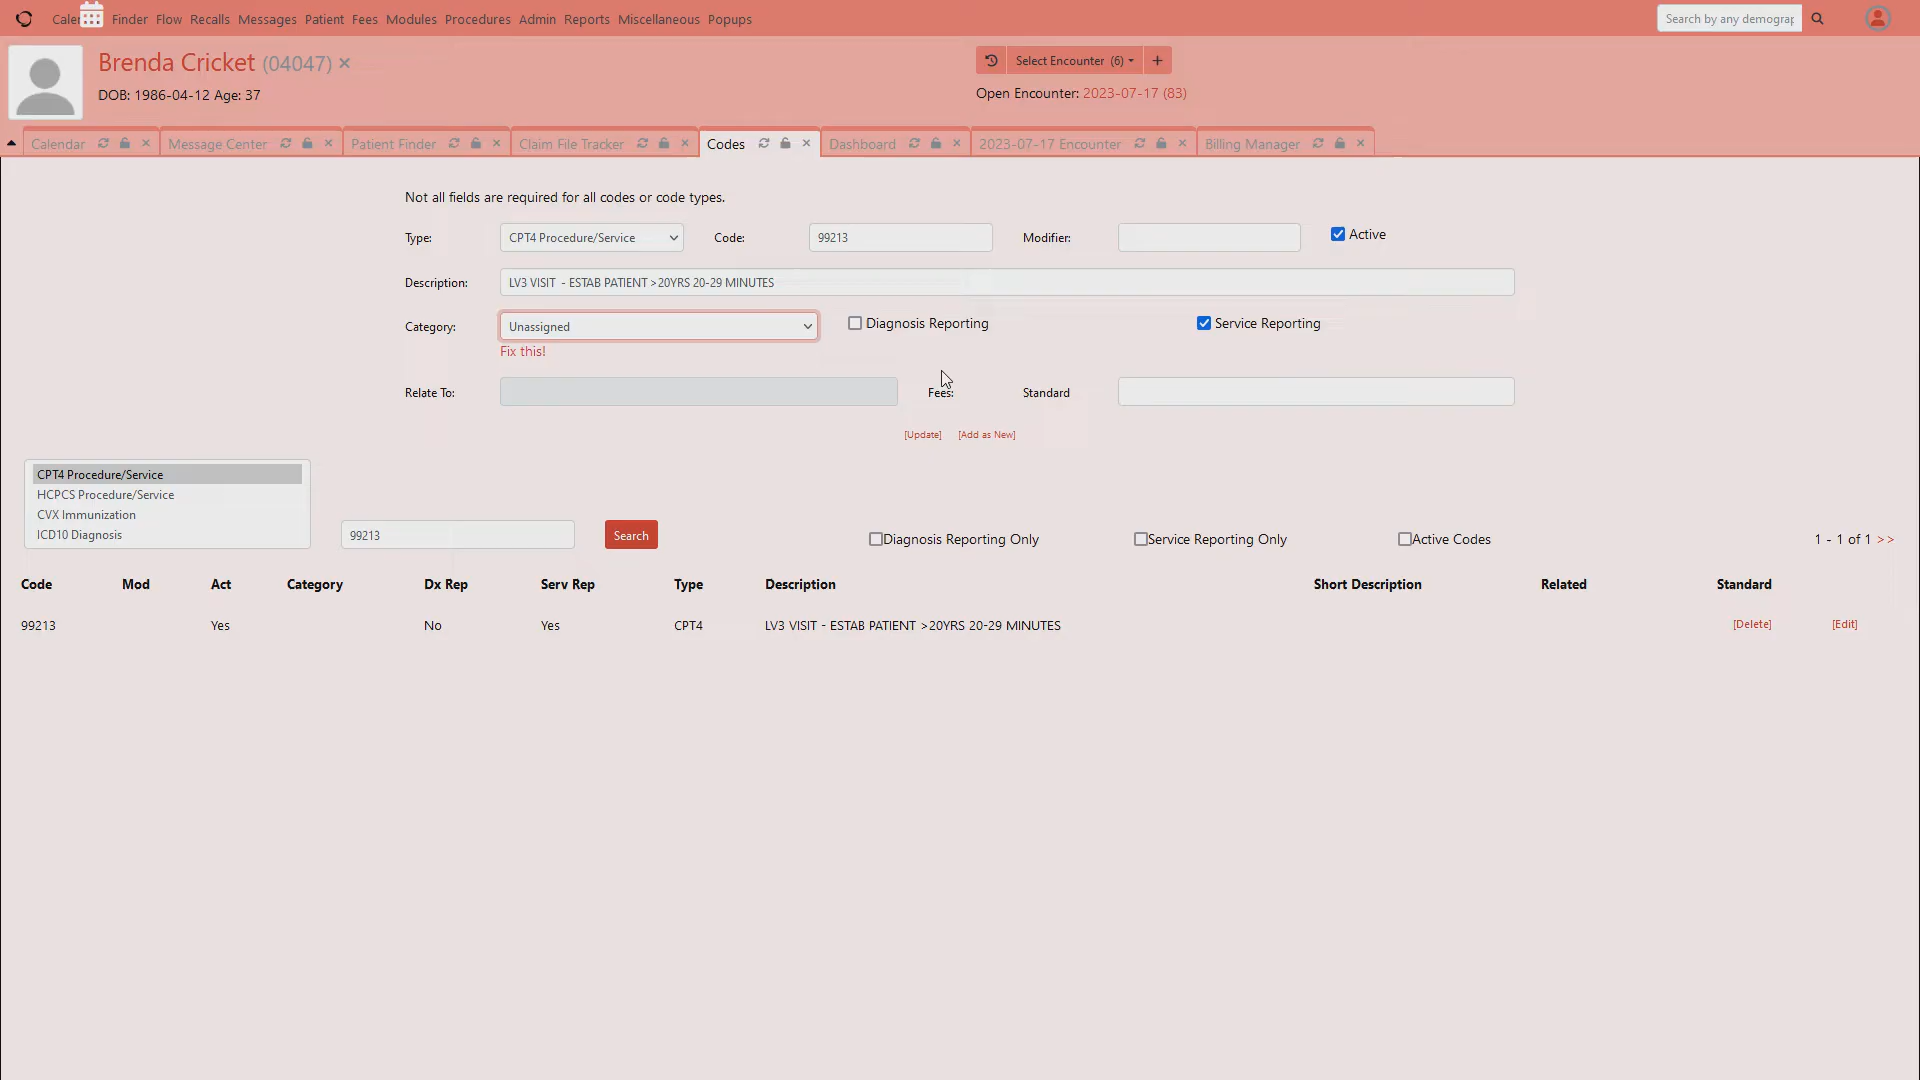 Finder Flow Recalls Messages Patient Fees Modules Procedures Admin Reports Miscellaneous Popups
Brenda Cricket (04047)
DOB: 1986-04-12 Age: 37
Select Encounter (6)
Open Encounter: 2023-07-17 (83)
Calendar Message Center Patient Finder Claim File Tracker Codes Dashboard 2023-07-17 Encounter Billing Manager
Not all fields are required for all codes or code types.
Type: CPT4 Procedure/Service Code: 99213 Modifier: Active
Description: LV3 VISIT - ESTAB PATIENT >20YRS 20-29 MINUTES
Category: Unassigned Diagnosis Reporting Service Reporting
Fix this!
Relate To: Fees: Standard
[Update] [Add as New]
CPT4 Procedure/Service
HCPCS Procedure/Service
CVX Immunization
ICD10 Diagnosis
99213 Search Diagnosis Reporting Only Service Reporting Only Active Codes 1 - 1 of 1 >>
Code Mod Act Category Dx Rep Serv Rep Type Description Short Description Related Standard
99213 Yes No Yes CPT4 LV3 VISIT - ESTAB PATIENT >20YRS 20-29 MINUTES [Delete] [Edit]